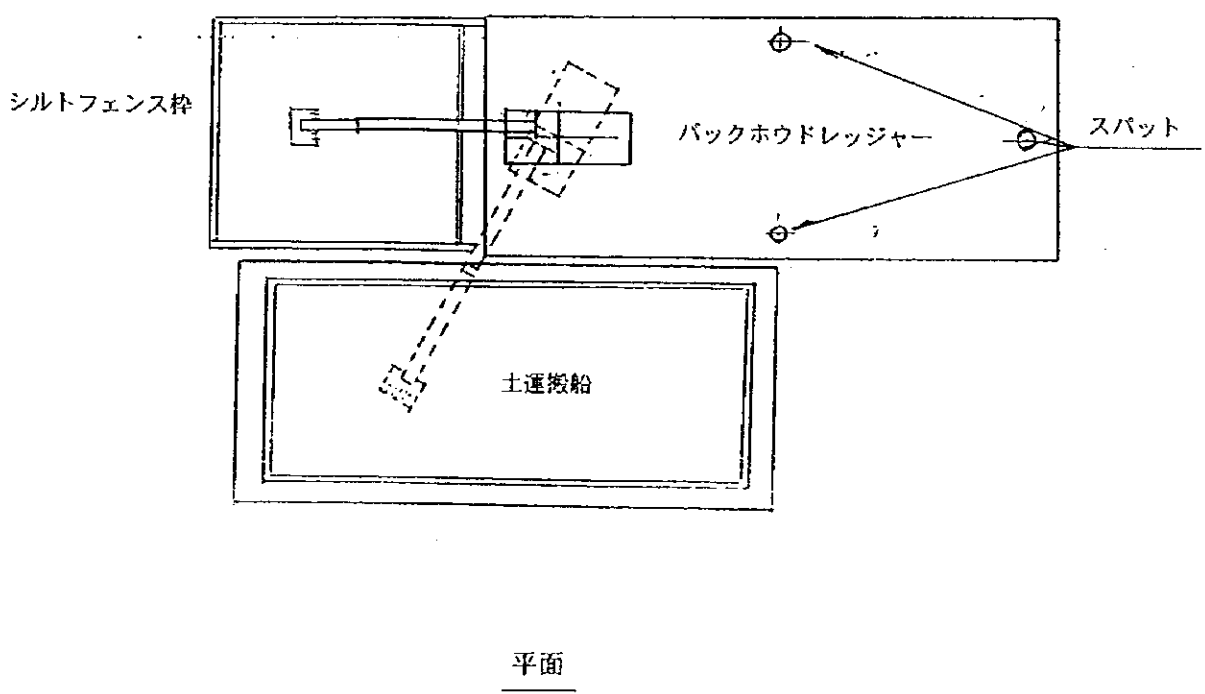 シルトフェンス枠
バックホウドレッジャー
スパット
土運搬船
平面